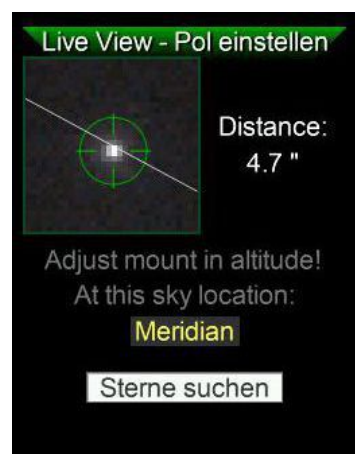 Live View - Pol einstellen
Distance:
4.7 "
Adjust mount in altitude!
At this sky location:
Meridian
Sterne suchen